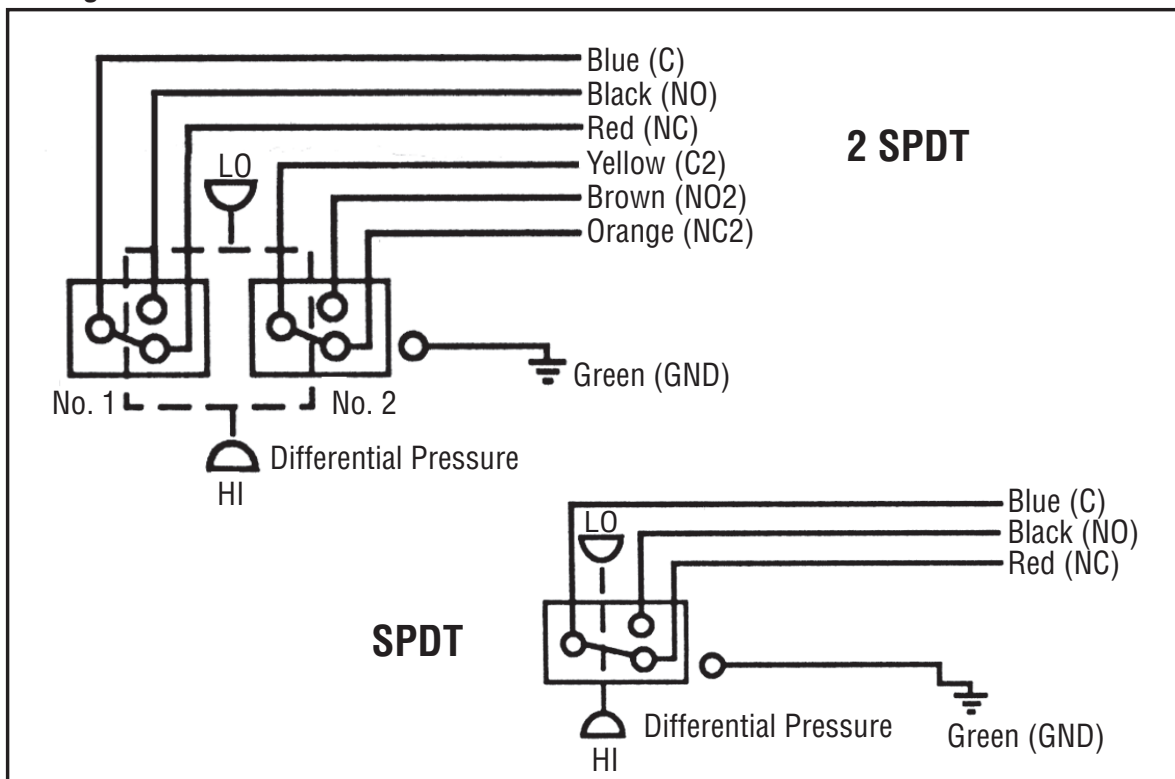 Blue (C)
Black (NO)
Red (NC)
2 SPDT
Yellow (C2)
LO
Brown (NO2)
Orange (NC2)
Green (GND)
No. 1
No. 2
Differential Pressure
HI
Blue (C)
LO
Black (NO)
Red (NC)
SPDT
Differential Pressure
Green (GND)
HI